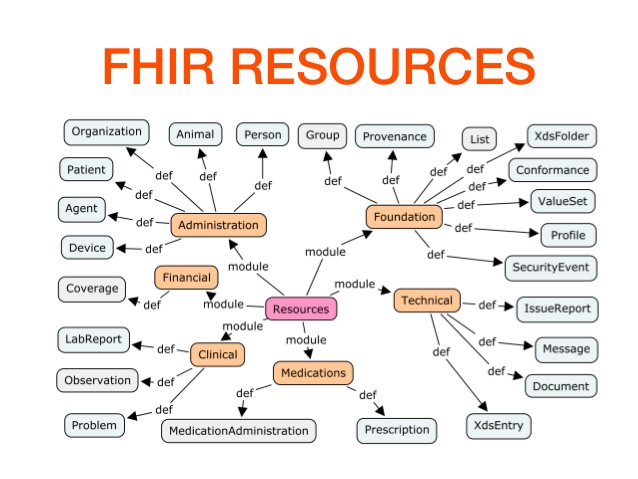 FHIR RESOURCES
Organization
Animal
Person
Group
Provenance
List
XdsFolder
Patient
def
def
def
def
def
def
def
Conformance
def
def
Agent
def
Administration
Foundation
def
ValueSet
Device
def
def
Profile
module
module
def
SecurityEvent
Financial
Coverage
def
module
Resources
module
Technical
def
IssueReport
module
LabReport
def
Clinical
module
def
Message
Observation
def
Medications
def
def
Document
Problem
def
def
def
MedicationAdministration
Prescription
XdsEntry